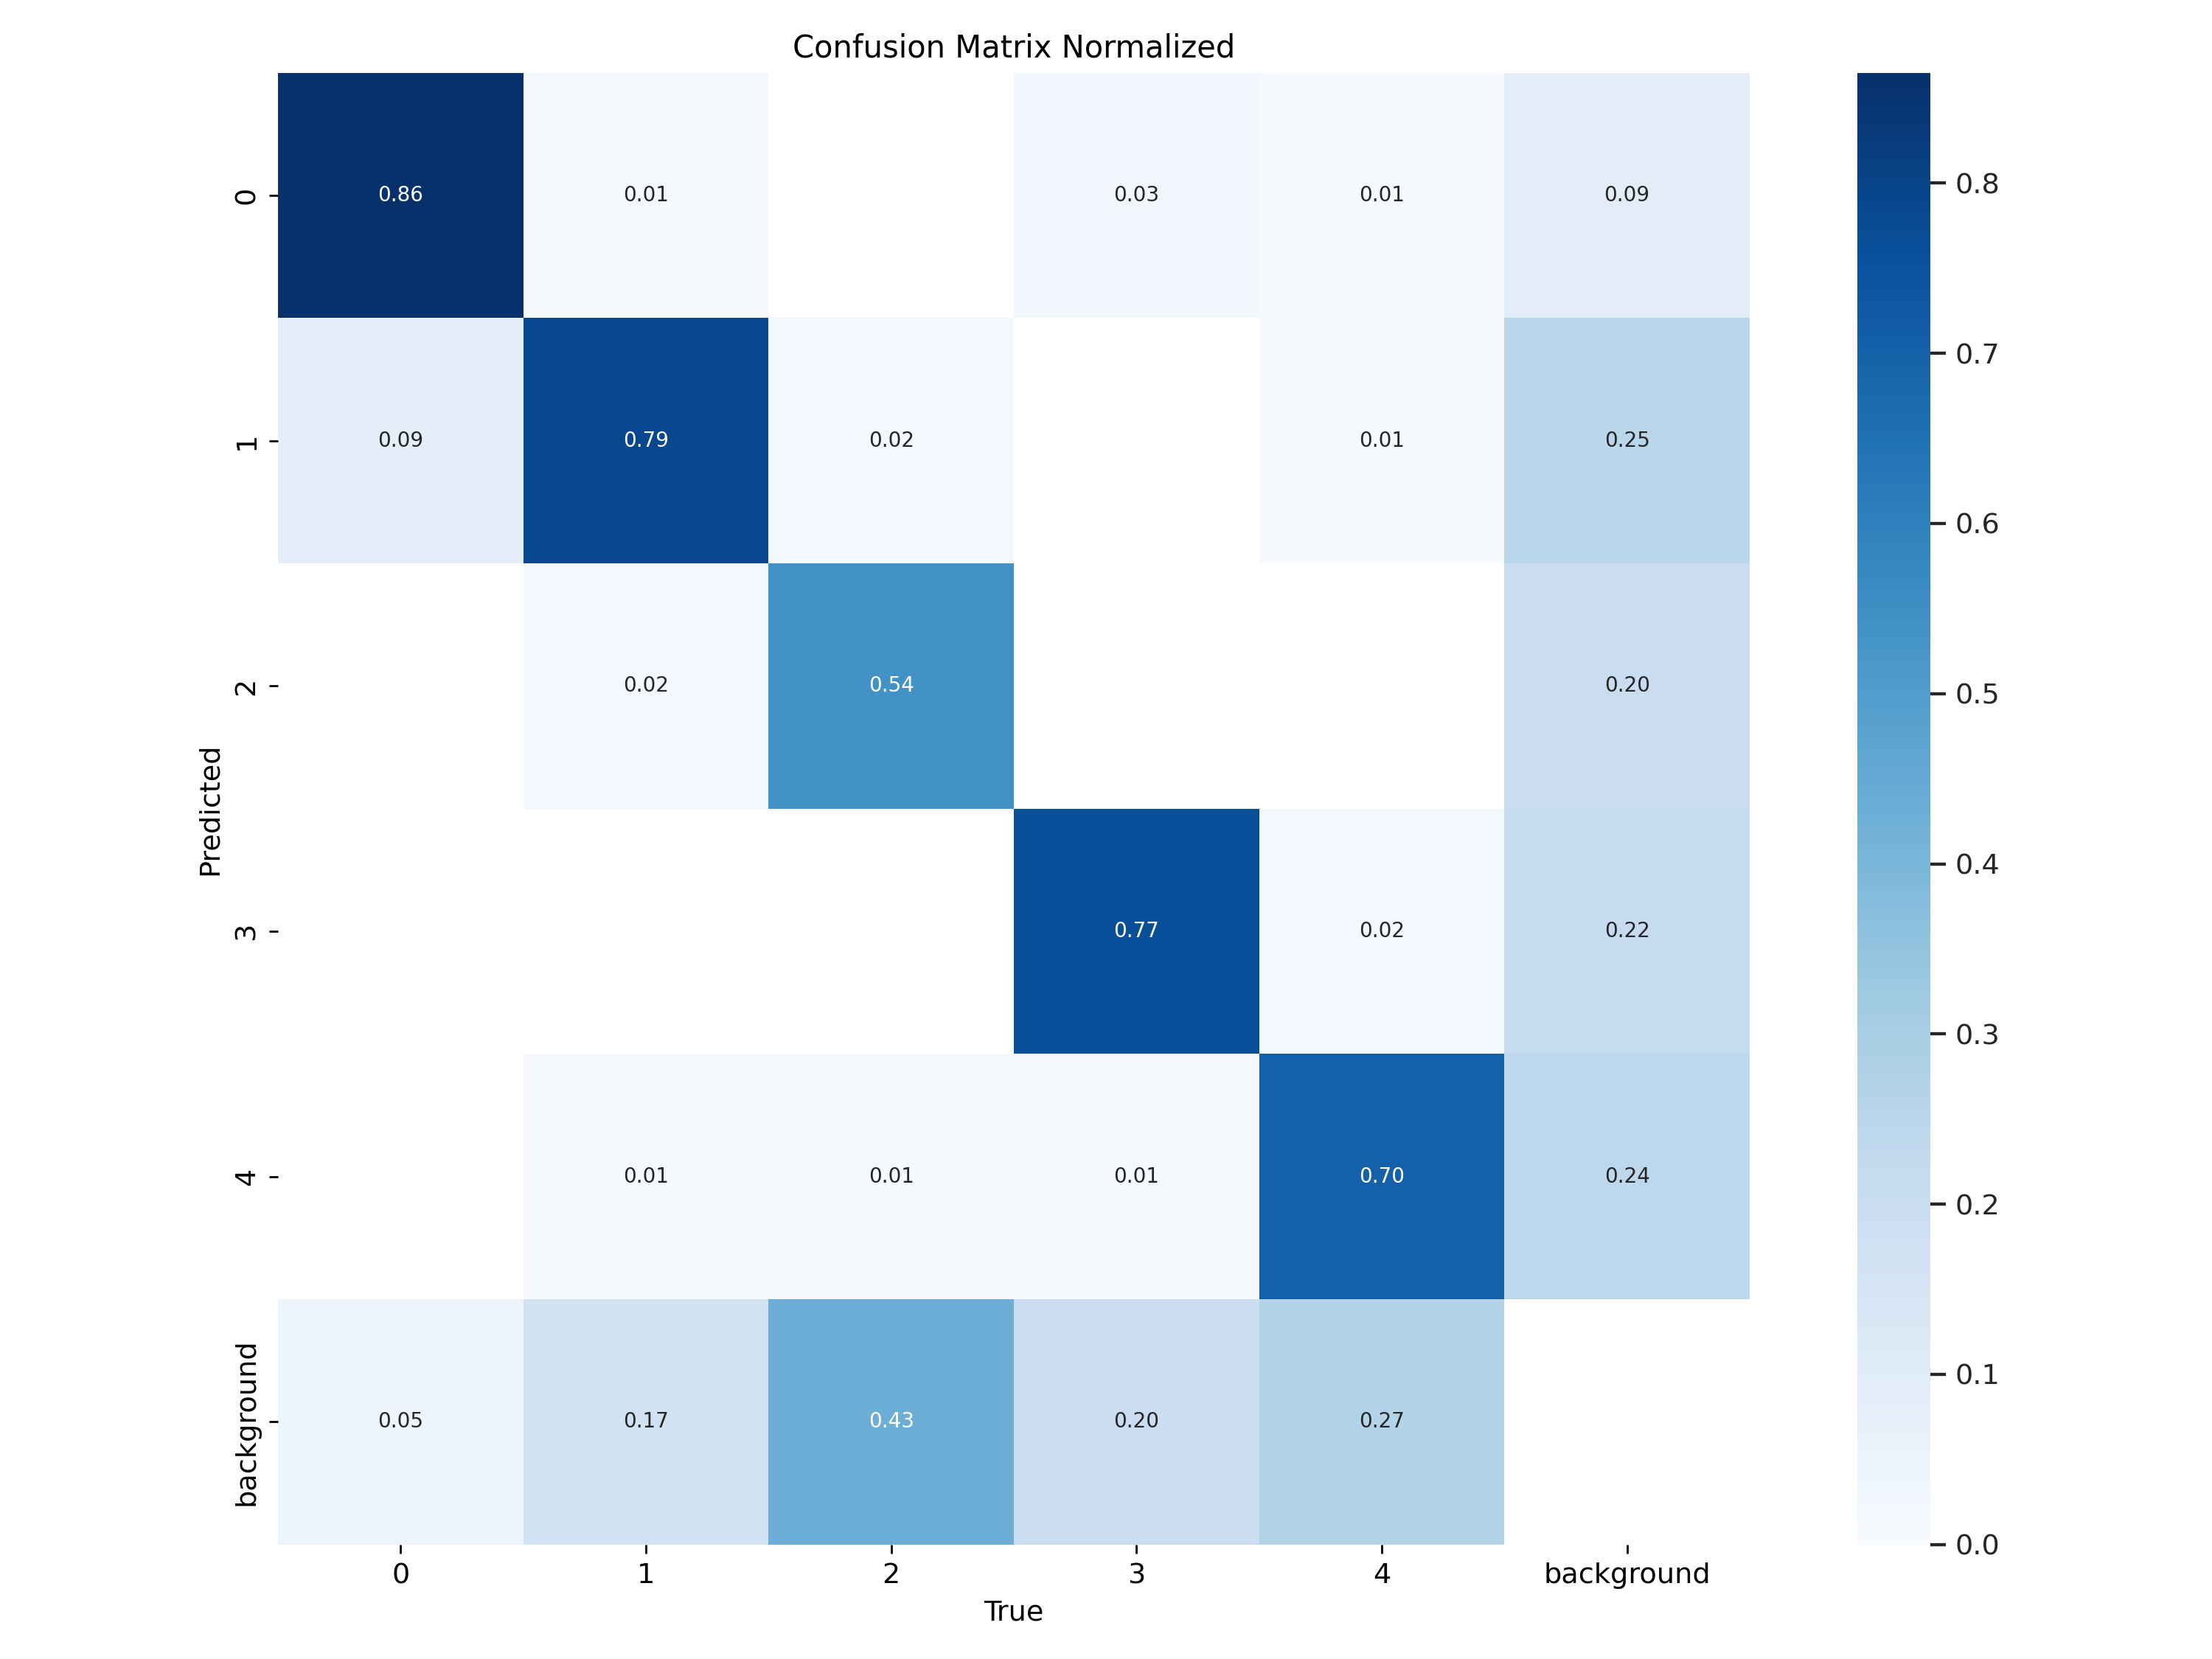 Confusion Matrix Normalized
0 0.86 0.01 0.03 0.01 0.09
1 0.09 0.79 0.02 0.01 0.25
2 0.02 0.54 0.20
3 0.77 0.02 0.22
4 0.01 0.01 0.01 0.70 0.24
background 0.05 0.17 0.43 0.20 0.27
Predicted
0 1 2 3 4 background
True
0.8
0.7
0.6
0.5
0.4
0.3
0.2
0.1
0.0